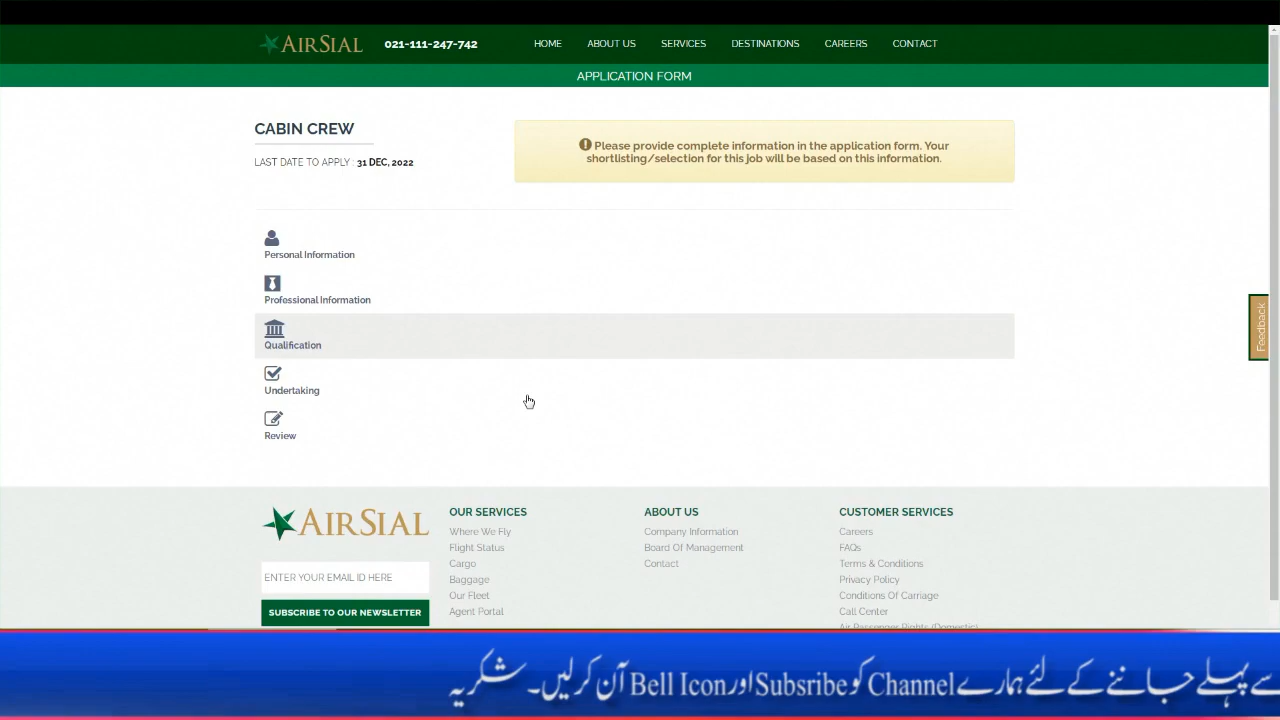 AIRSIAL
021-111-247-742
HOME ABOUT US SERVICES DESTINATIONS CAREERS CONTACT
APPLICATION FORM
CABIN CREW
LAST DATE TO APPLY : 31 DEC, 2022
Please provide complete information in the application form. Your
shortlisting/selection for this job will be based on this information.
Personal Information
Professional Information
Qualification
Undertaking
Review
Feedback
AIRSIAL
ENTER YOUR EMAIL ID HERE
SUBSCRIBE TO OUR NEWSLETTER
OUR SERVICES
Where We Fly
Flight Status
Cargo
Baggage
Our Fleet
Agent Portal
ABOUT US
Company Information
Board Of Management
Contact
CUSTOMER SERVICES
Careers
FAQs
Terms & Conditions
Privacy Policy
Conditions Of Carriage
Call Center
Air Passenger Rights (Domestic)
سے پہلے جاننے کے لئے ہمارے Channel کو Subsribe اور Bell Icon آن کرلیں۔ شکریہ